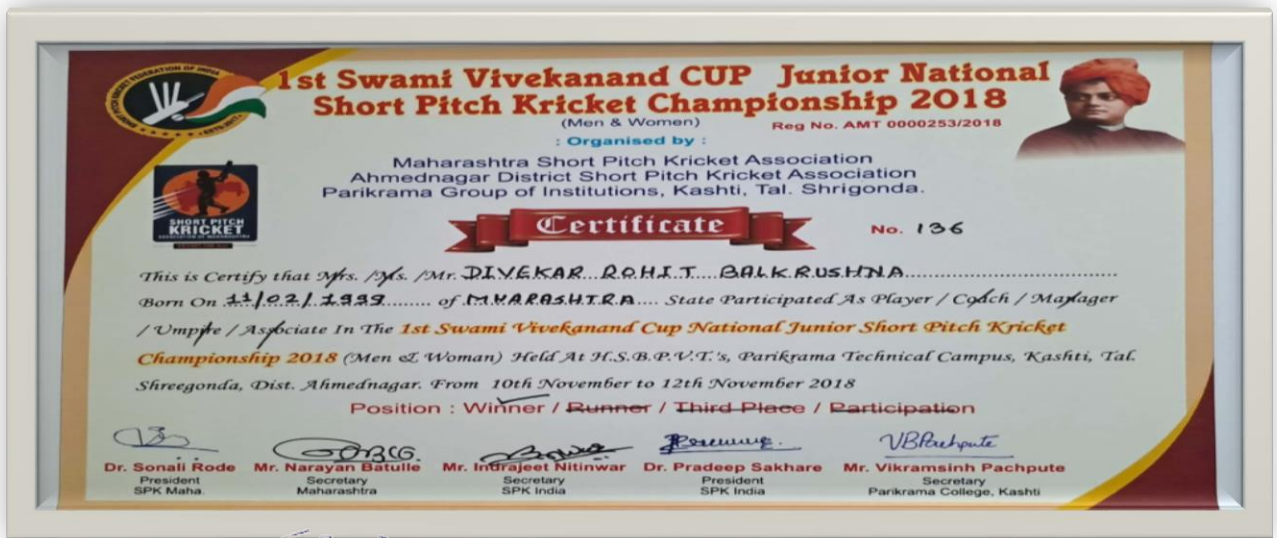 SHORT PITCH KRICKET FEDERATION OF INDIA
1st Swami Vivekanand CUP Junior National
Short Pitch Kricket Championship 2018
(Men & Women)
Reg No. AMT 0000253/2018
: Organised by :
Maharashtra Short Pitch Kricket Association
Ahmednagar District Short Pitch Kricket Association
Parikrama Group of Institutions, Kashti, Tal. Shrigonda.
SHORT PITCH
KRICKET
Certificate
No. 136
This is Certify that Mrs. /Ms. /Mr. DIVEKAR ROHIT BALKRUSHNA
Born On 11/02/1999 of MHARASHTRA State Participated As Player / Coach / Manager
/ Umpire / Associate In The 1st Swami Vivekanand Cup National Junior Short Pitch Kricket
Championship 2018 (Men & Woman) Held At H.S.B.P.V.T.'s, Parikrama Technical Campus, Kashti, Tal.
Shreegonda, Dist. Ahmednagar. From 10th November to 12th November 2018
Position : Winner / Runner / Third Place / Participation
VBPachpute
Dr. Sonali Rode Mr. Narayan Batulle Mr. Indrajeet Nitinwar Dr. Pradeep Sakhare Mr. Vikramsinh Pachpute
President Secretary Secretary President Secretary
SPK Maha. Maharashtra SPK India SPK India Parikrama College, Kashti